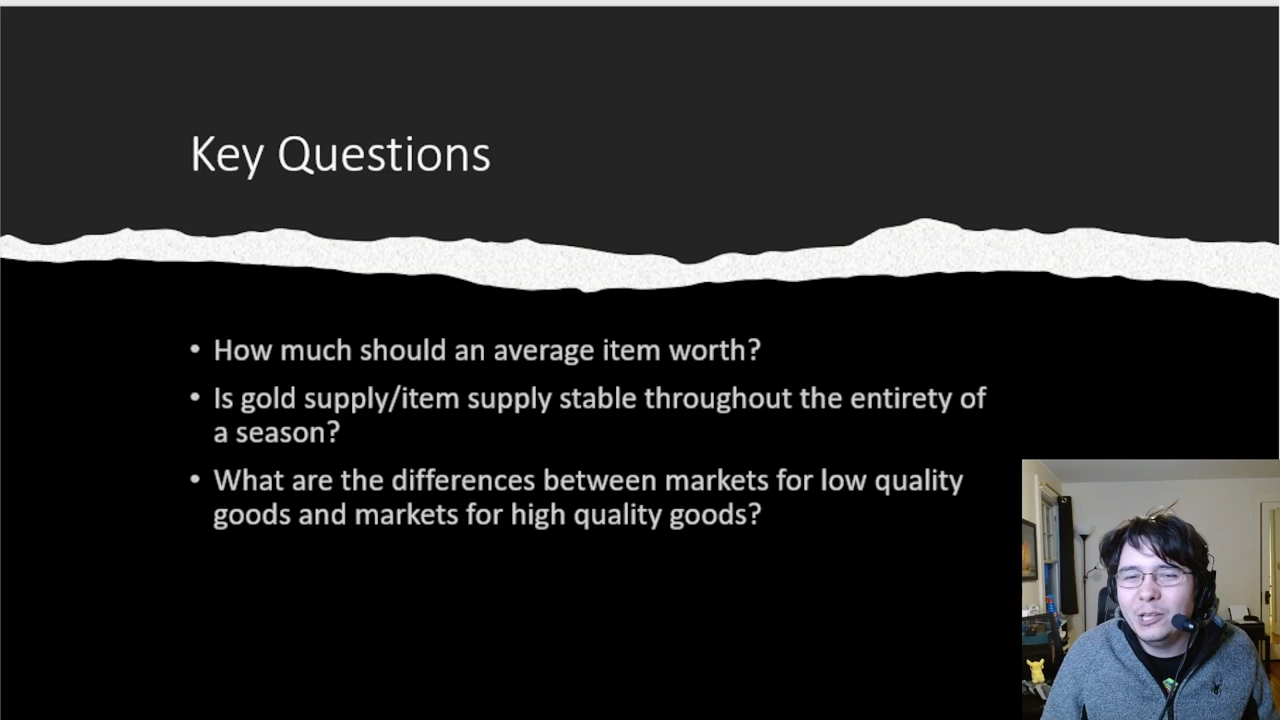 Key Questions
• How much should an average item worth?
• Is gold supply/item supply stable throughout the entirety of
a season?
• What are the differences between markets for low quality
goods and markets for high quality goods?